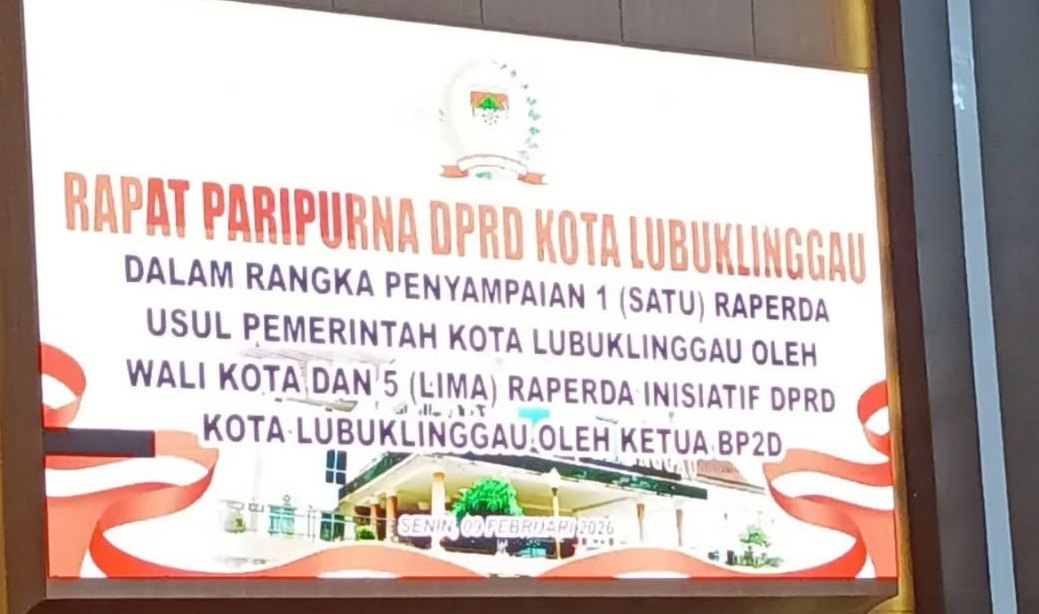 RAPAT PARIPURNA DPRD KOTA LUBUKLINGGAU
DALAM RANGKA PENYAMPAIAN 1 (SATU) RAPERDA
USUL PEMERINTAH KOTA LUBUKLINGGAU OLEH
WALI KOTA DAN 5 (LIMA) RAPERDA INISIATIF DPRD
KOTA LUBUKLINGGAU OLEH KETUA BP2D
SENIN, 09 FEBRUARI 2026